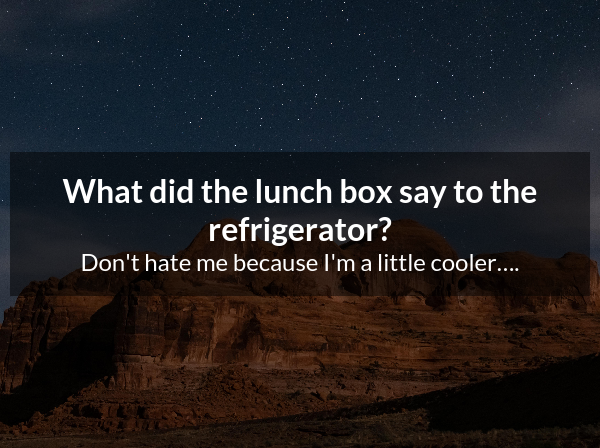 What did the lunch box say to the
refrigerator?
Don't hate me because I'm a little cooler....